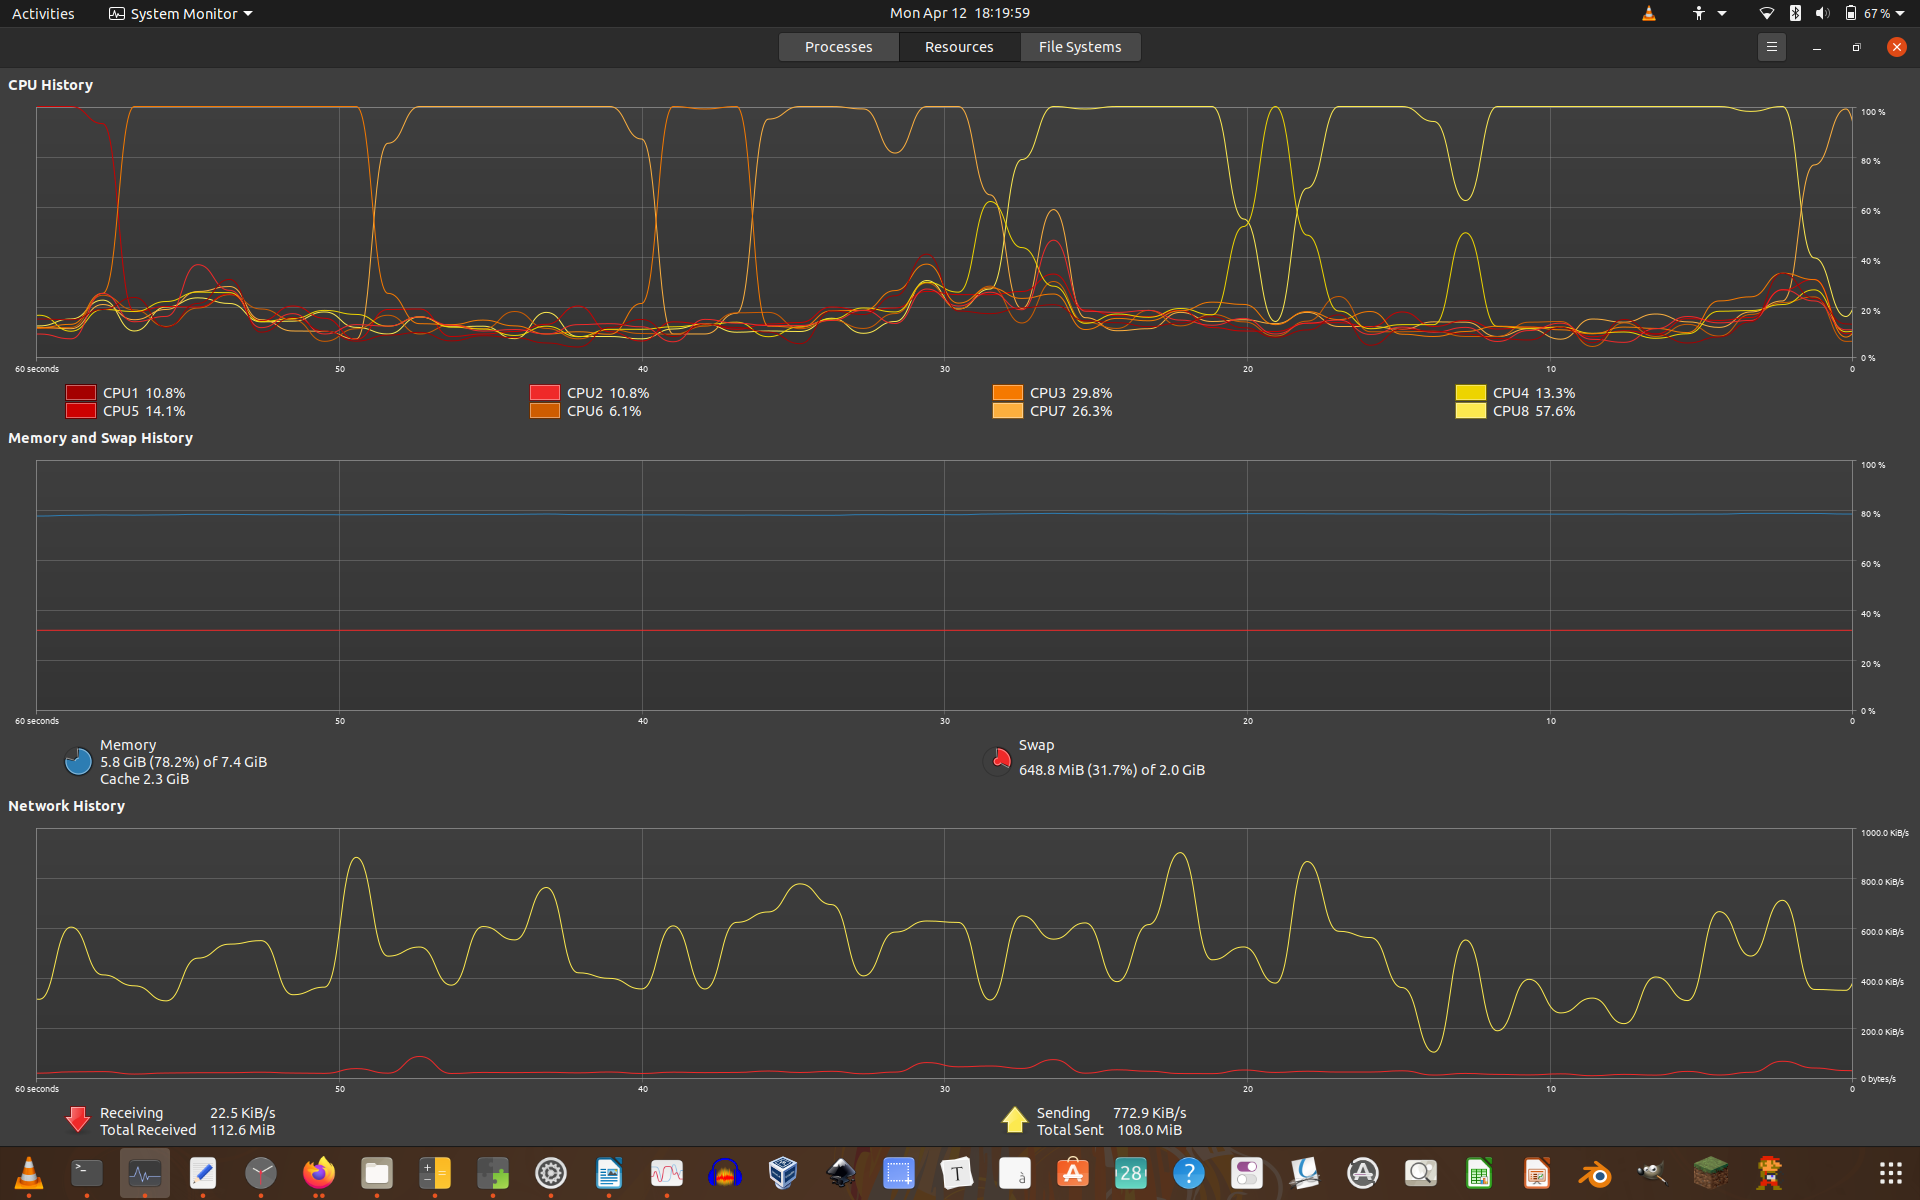 Activities System Monitor Mon Apr 12 18:19:59 67 %
Processes Resources File Systems
CPU History
100 %
80 %
60 %
40 %
20 %
0 %
60 seconds 50 40 30 20 10 0
CPU1 10.8% CPU2 10.8% CPU3 29.8% CPU4 13.3%
CPU5 14.1% CPU6 6.1% CPU7 26.3% CPU8 57.6%
Memory and Swap History
100 %
80 %
60 %
40 %
20 %
0 %
60 seconds 50 40 30 20 10 0
Memory Swap
5.8 GiB (78.2%) of 7.4 GiB 648.8 MiB (31.7%) of 2.0 GiB
Cache 2.3 GiB
Network History
1000.0 KiB/s
800.0 KiB/s
600.0 KiB/s
400.0 KiB/s
200.0 KiB/s
0 bytes/s
60 seconds 50 40 30 20 10 0
Receiving 22.5 KiB/s Sending 772.9 KiB/s
Total Received 112.6 MiB Total Sent 108.0 MiB
>_ T à A 28 ? A